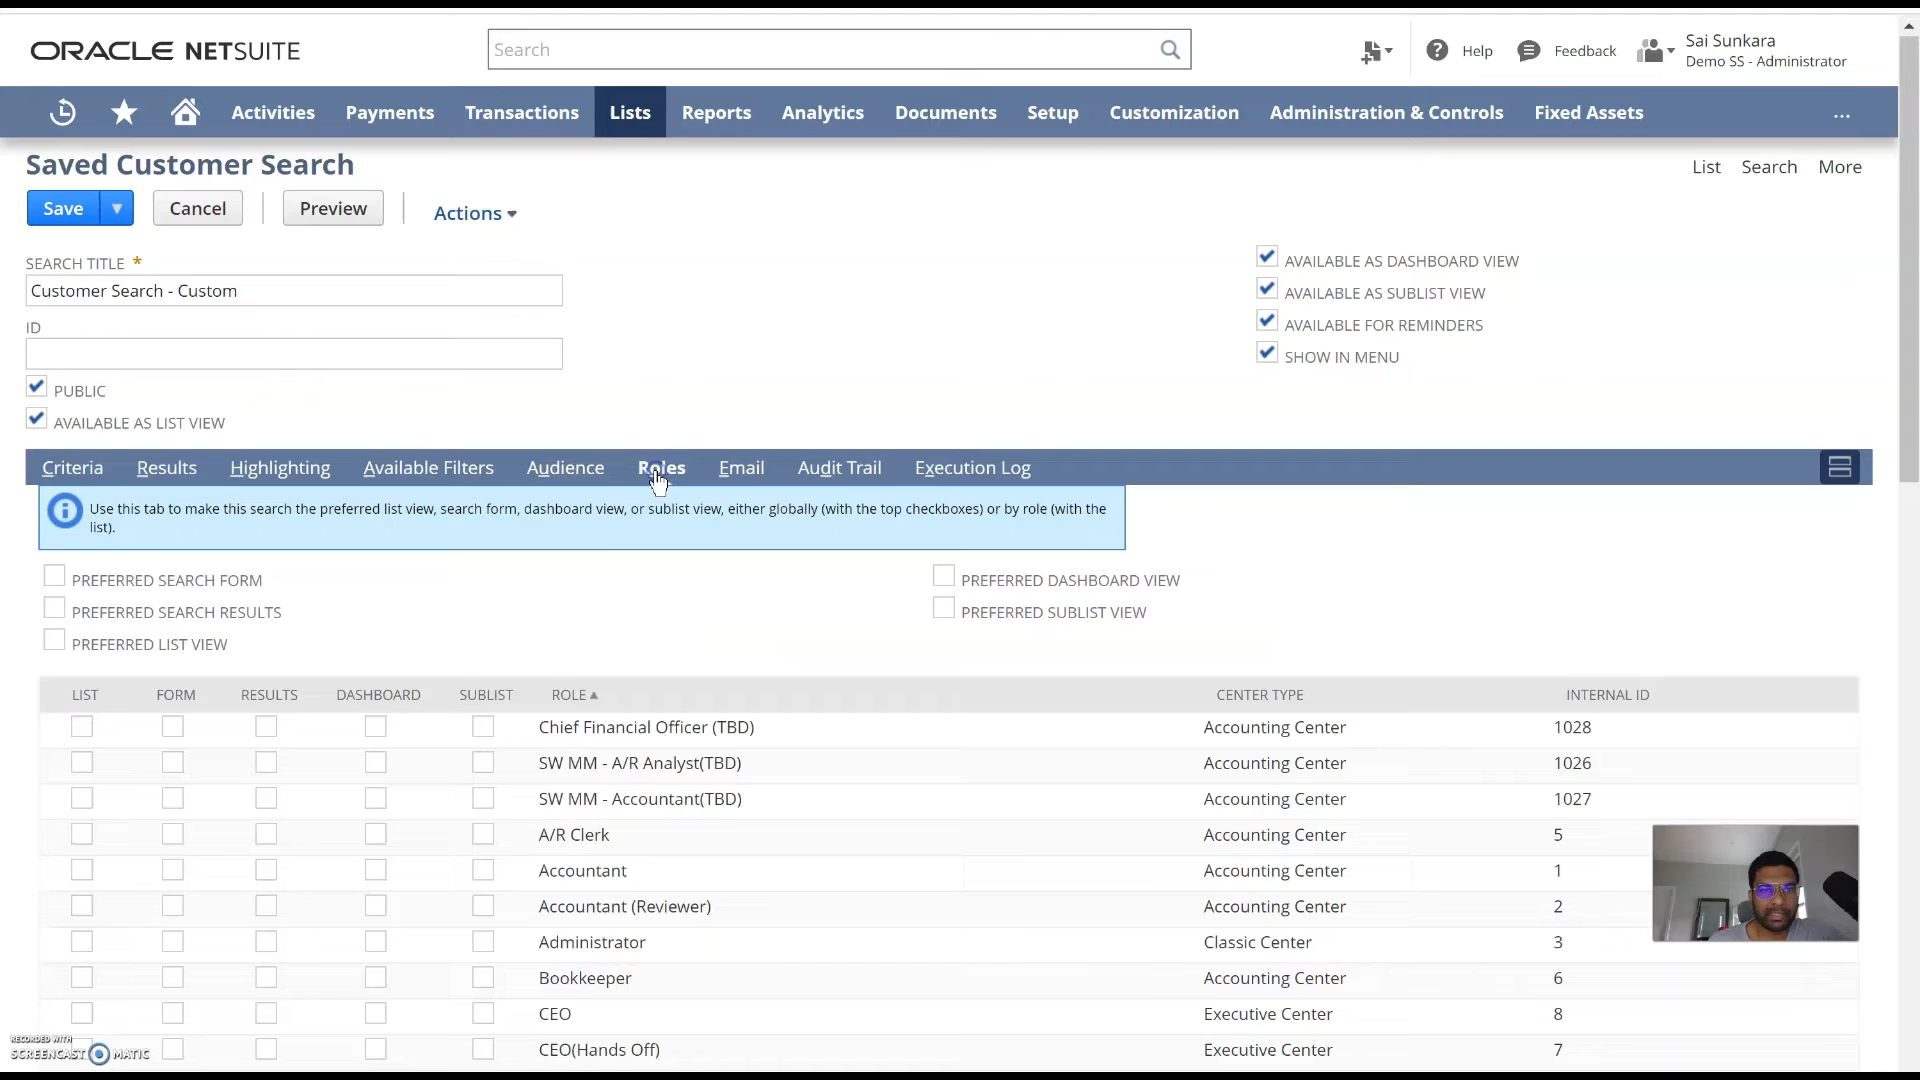 ORACLE NETSUITE
Search
Help
Feedback
Sai Sunkara
Demo SS - Administrator
Activities Payments Transactions Lists Reports Analytics Documents Setup Customization Administration & Controls Fixed Assets ...
Saved Customer Search
List Search More
Save Cancel Preview Actions
SEARCH TITLE *
Customer Search - Custom
ID
PUBLIC
AVAILABLE AS LIST VIEW
AVAILABLE AS DASHBOARD VIEW
AVAILABLE AS SUBLIST VIEW
AVAILABLE FOR REMINDERS
SHOW IN MENU
Criteria Results Highlighting Available Filters Audience Roles Email Audit Trail Execution Log
Use this tab to make this search the preferred list view, search form, dashboard view, or sublist view, either globally (with the top checkboxes) or by role (with the
list).
PREFERRED SEARCH FORM
PREFERRED SEARCH RESULTS
PREFERRED LIST VIEW
PREFERRED DASHBOARD VIEW
PREFERRED SUBLIST VIEW
LIST FORM RESULTS DASHBOARD SUBLIST ROLE CENTER TYPE INTERNAL ID
Chief Financial Officer (TBD) Accounting Center 1028
SW MM - A/R Analyst(TBD) Accounting Center 1026
SW MM - Accountant(TBD) Accounting Center 1027
A/R Clerk Accounting Center 5
Accountant Accounting Center 1
Accountant (Reviewer) Accounting Center 2
Administrator Classic Center 3
Bookkeeper Accounting Center 6
CEO Executive Center 8
CEO(Hands Off) Executive Center 7
RECORDED WITH
SCREENCAST MATIC